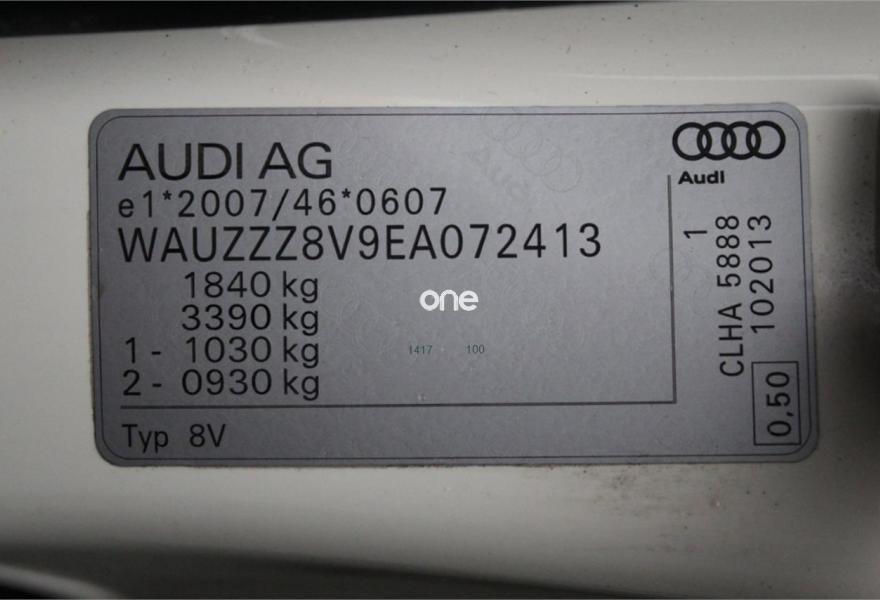 AUDI AG
e1*2007/46*0607
WAUZZZ8V9EA072413
1840 kg
3390 kg
1 - 1030 kg
2 - 0930 kg
Typ 8V
Audi
1
CLHA 5888
102013
0,50
one
1417 100
Audi